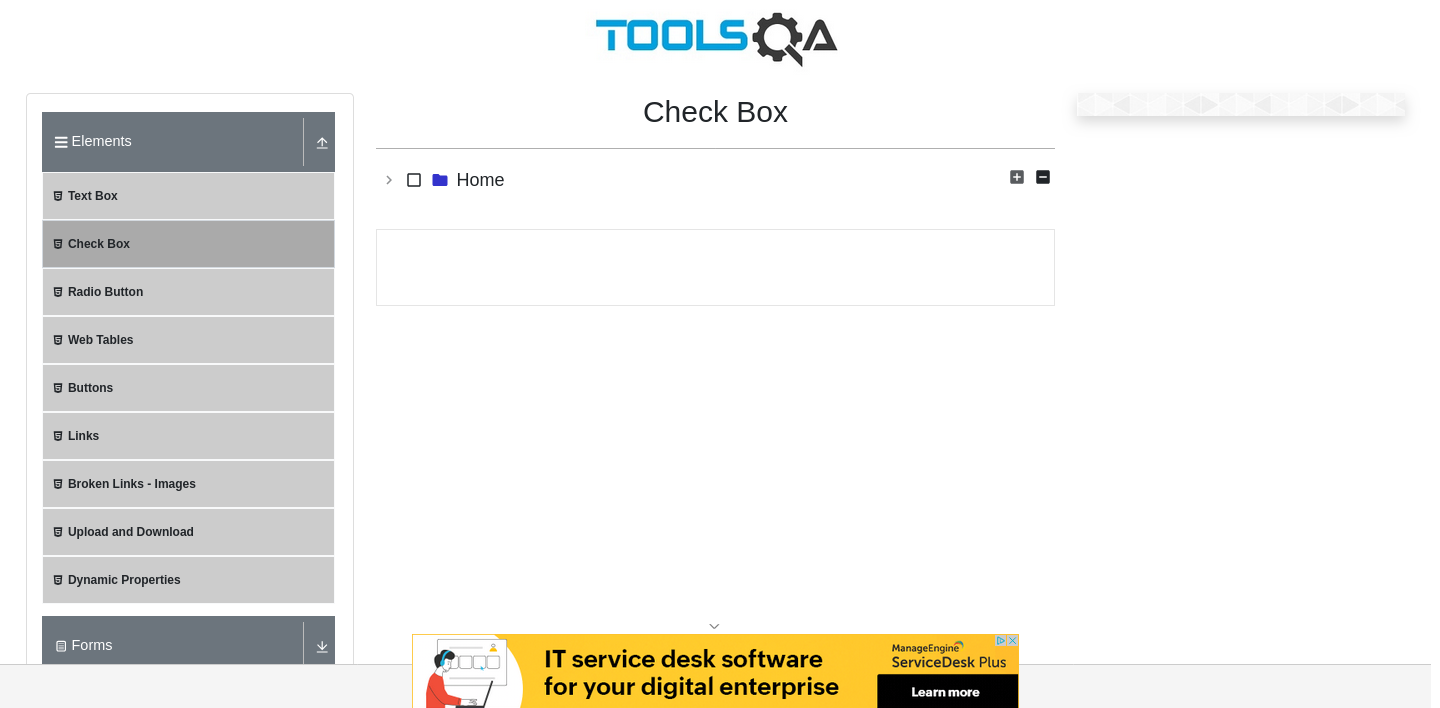 TOOLSQA
Elements
Text Box
Check Box
Radio Button
Web Tables
Buttons
Links
Broken Links - Images
Upload and Download
Dynamic Properties
Forms
Check Box
Home
IT service desk software
for your digital enterprise
ManageEngine
ServiceDesk Plus
Learn more